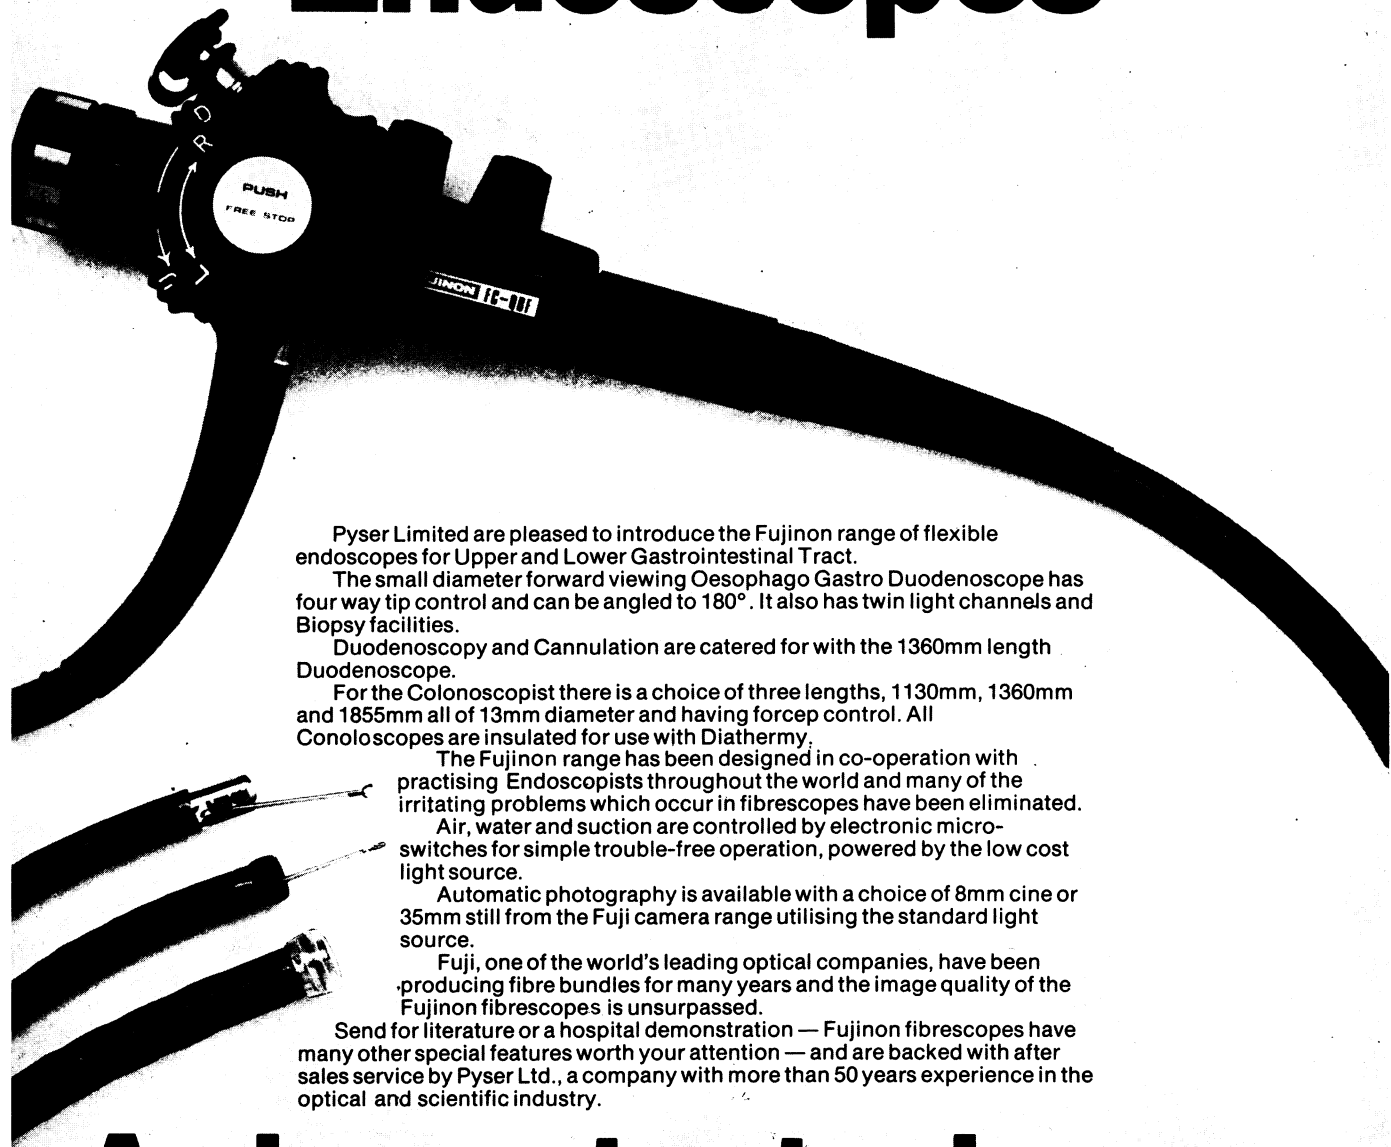 Endoscopes
D
R
PUSH
FREE STOP
U
L
JINON FC-QBF
Pyser Limited are pleased to introduce the Fujinon range of flexible
endoscopes for Upper and Lower Gastrointestinal Tract.
The small diameter forward viewing Oesophago Gastro Duodenoscope has
four way tip control and can be angled to 180°. It also has twin light channels and
Biopsy facilities.
Duodenoscopy and Cannulation are catered for with the 1360mm length
Duodenoscope.
For the Colonoscopist there is a choice of three lengths, 1130mm, 1360mm
and 1855mm all of 13mm diameter and having forcep control. All
Conoloscopes are insulated for use with Diathermy.
The Fujinon range has been designed in co-operation with
practising Endoscopists throughout the world and many of the
irritating problems which occur in fibrescopes have been eliminated.
Air, water and suction are controlled by electronic micro-
switches for simple trouble-free operation, powered by the low cost
light source.
Automatic photography is available with a choice of 8mm cine or
35mm still from the Fuji camera range utilising the standard light
source.
Fuji, one of the world's leading optical companies, have been
producing fibre bundles for many years and the image quality of the
Fujinon fibrescopes is unsurpassed.
Send for literature or a hospital demonstration — Fujinon fibrescopes have
many other special features worth your attention — and are backed with after
sales service by Pyser Ltd., a company with more than 50 years experience in the
optical and scientific industry.